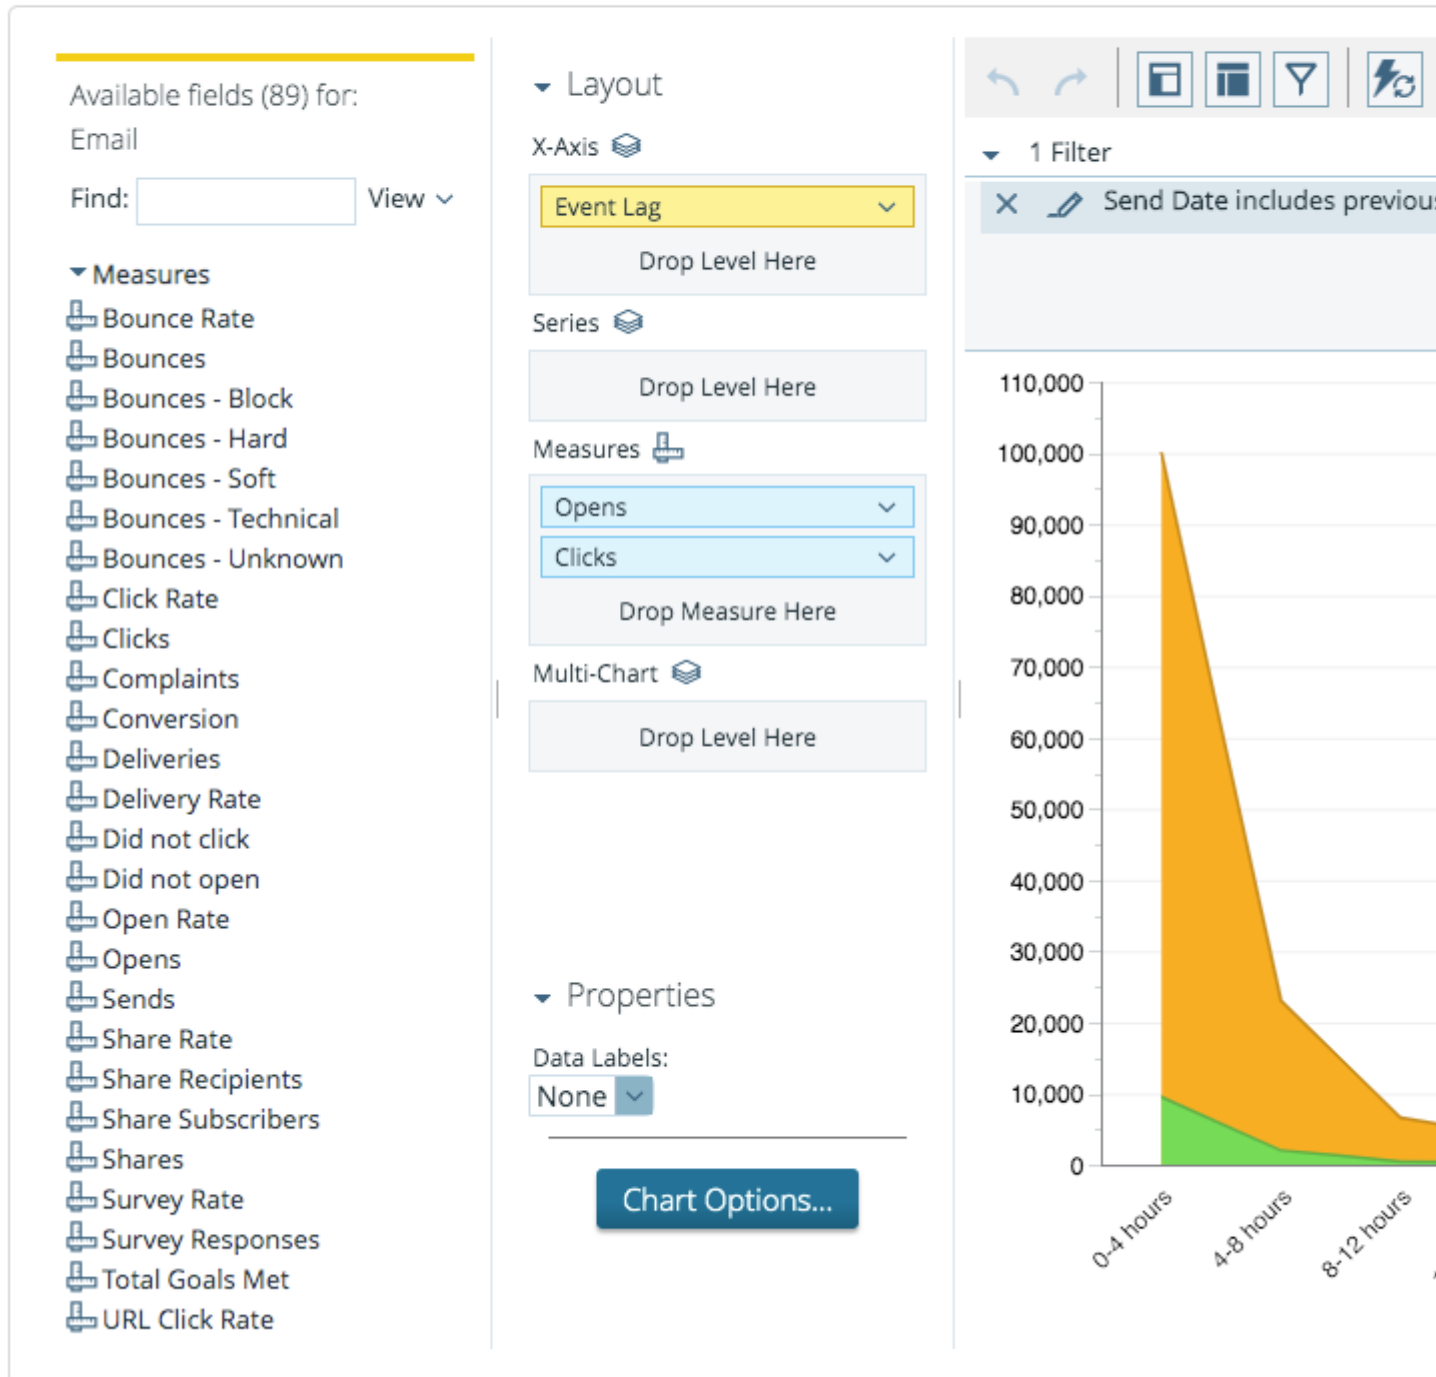 Available fields (89) for:
Email
Find:
View
Measures
Bounce Rate
Bounces
Bounces - Block
Bounces - Hard
Bounces - Soft
Bounces - Technical
Bounces - Unknown
Click Rate
Clicks
Complaints
Conversion
Deliveries
Delivery Rate
Did not click
Did not open
Open Rate
Opens
Sends
Share Rate
Share Recipients
Share Subscribers
Shares
Survey Rate
Survey Responses
Total Goals Met
URL Click Rate
Layout
X-Axis
Event Lag
Drop Level Here
Series
Drop Level Here
Measures
Opens
Clicks
Drop Measure Here
Multi-Chart
Drop Level Here
Properties
Data Labels:
None
Chart Options...
1 Filter
Send Date includes previous
110,000
100,000
90,000
80,000
70,000
60,000
50,000
40,000
30,000
20,000
10,000
0
0-4 hours
4-8 hours
8-12 hours